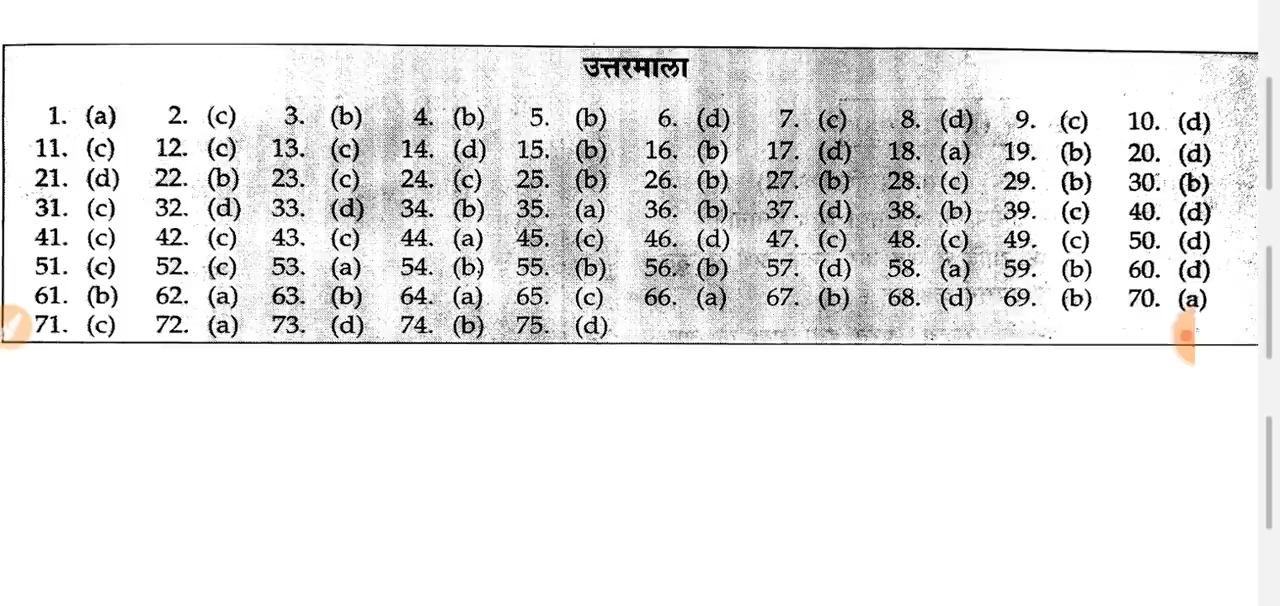 उत्तरमाला
1. (a) 2. (c) 3. (b) 4. (b) 5. (b) 6. (d) 7. (c) 8. (d) 9. (c) 10. (d)
11. (c) 12. (c) 13. (c) 14. (d) 15. (b) 16. (b) 17. (d) 18. (a) 19. (b) 20. (d)
21. (d) 22. (b) 23. (c) 24. (c) 25. (b) 26. (b) 27. (b) 28. (c) 29. (b) 30. (b)
31. (c) 32. (d) 33. (d) 34. (b) 35. (a) 36. (b) 37. (d) 38. (b) 39. (c) 40. (d)
41. (c) 42. (c) 43. (c) 44. (a) 45. (c) 46. (d) 47. (c) 48. (c) 49. (c) 50. (d)
51. (c) 52. (c) 53. (a) 54. (b) 55. (b) 56. (b) 57. (d) 58. (a) 59. (b) 60. (d)
61. (b) 62. (a) 63. (b) 64. (a) 65. (c) 66. (a) 67. (b) 68. (d) 69. (b) 70. (a)
71. (c) 72. (a) 73. (d) 74. (b) 75. (d)